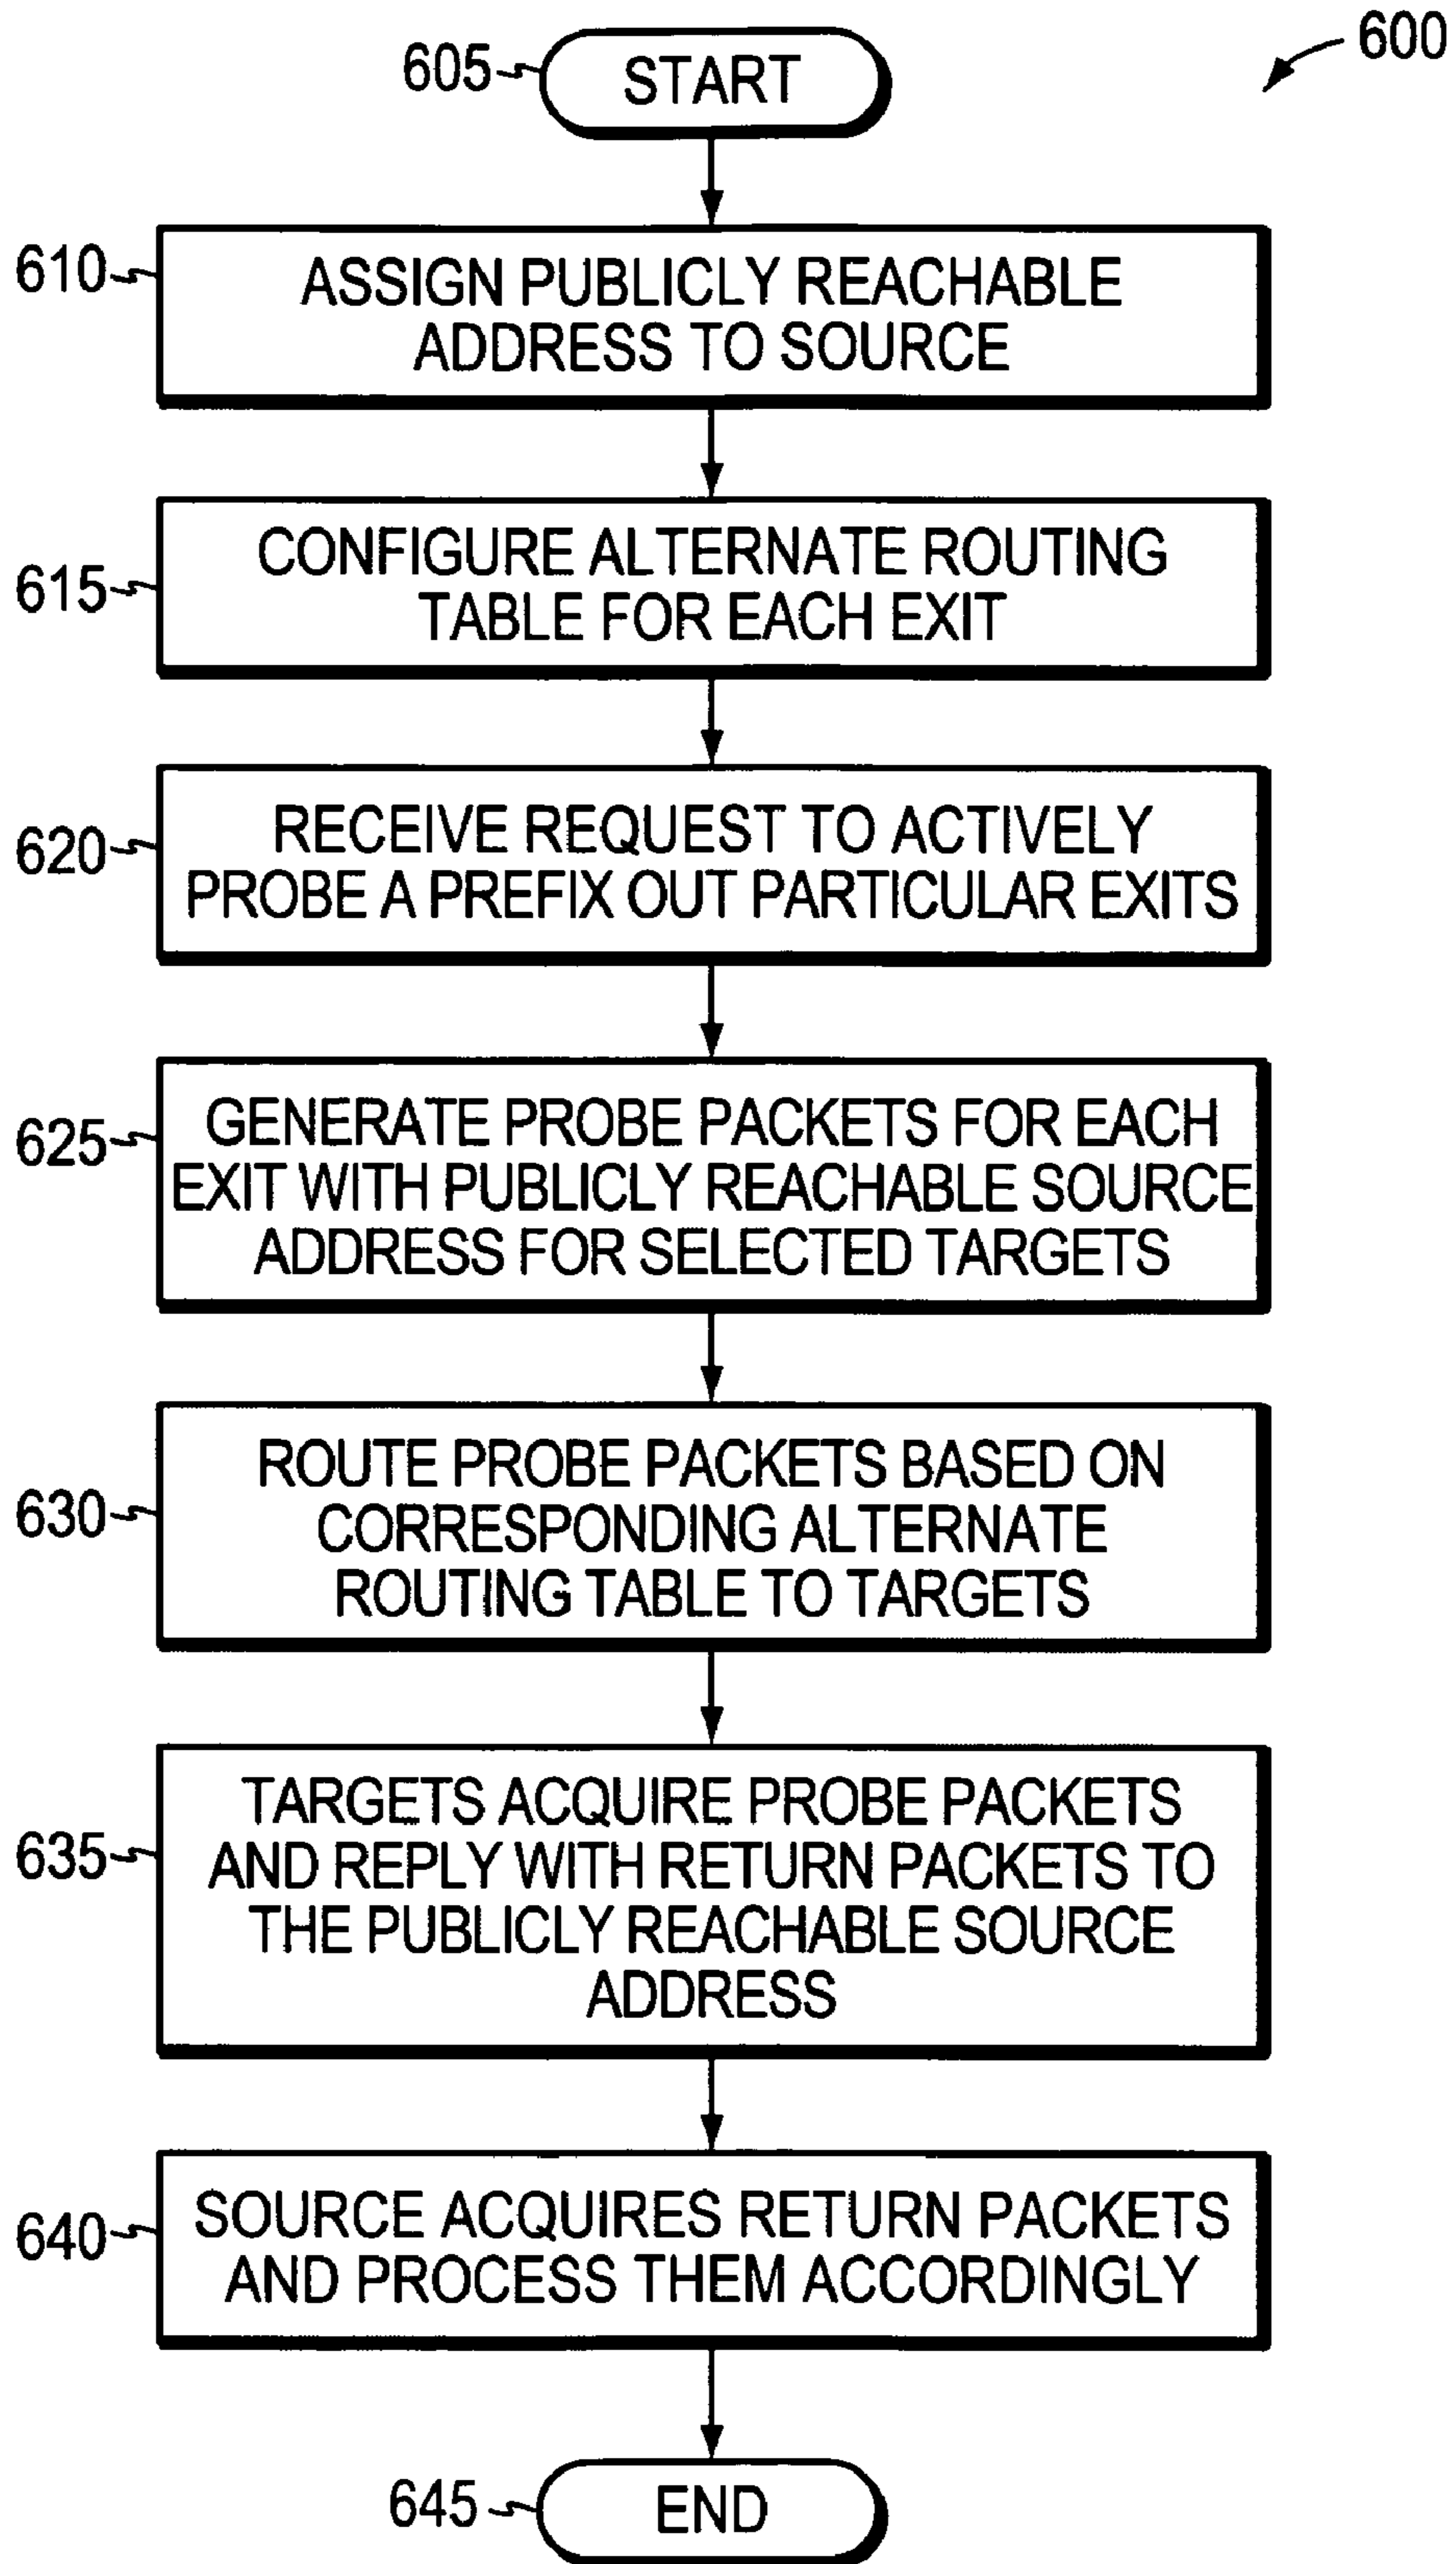 600
605
START
610
ASSIGN PUBLICLY REACHABLE
ADDRESS TO SOURCE
615
CONFIGURE ALTERNATE ROUTING
TABLE FOR EACH EXIT
620
RECEIVE REQUEST TO ACTIVELY
PROBE A PREFIX OUT PARTICULAR EXITS
625
GENERATE PROBE PACKETS FOR EACH
EXIT WITH PUBLICLY REACHABLE SOURCE
ADDRESS FOR SELECTED TARGETS
630
ROUTE PROBE PACKETS BASED ON
CORRESPONDING ALTERNATE
ROUTING TABLE TO TARGETS
635
TARGETS ACQUIRE PROBE PACKETS
AND REPLY WITH RETURN PACKETS TO
THE PUBLICLY REACHABLE SOURCE
ADDRESS
640
SOURCE ACQUIRES RETURN PACKETS
AND PROCESS THEM ACCORDINGLY
645
END